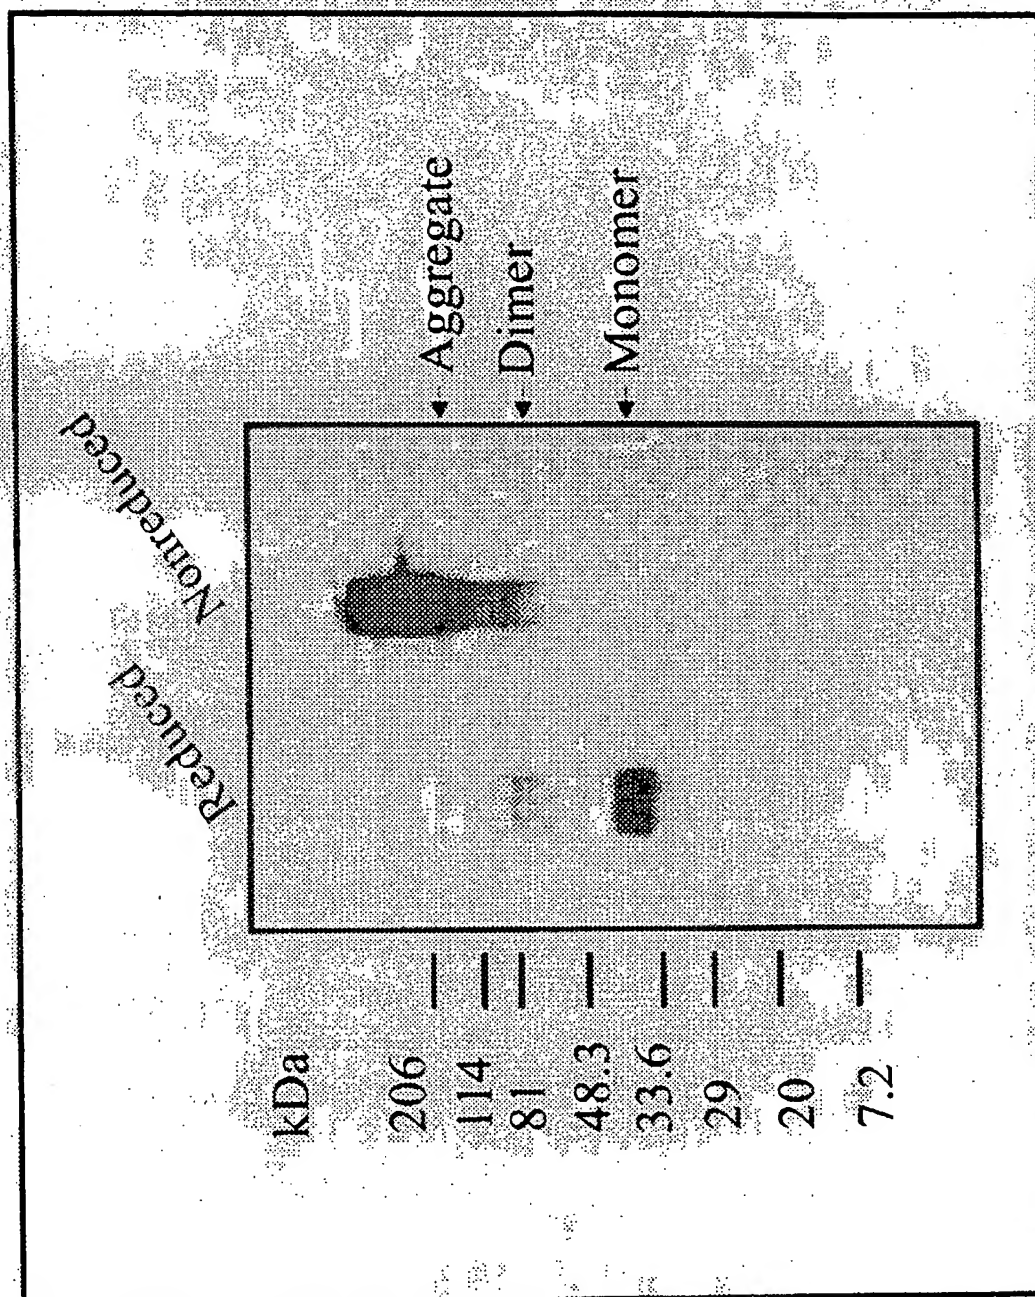 Reduced
Nonreduced
kDa
206
114
81
48.3
33.6
29
20
7.2
Aggregate
Dimer
Monomer